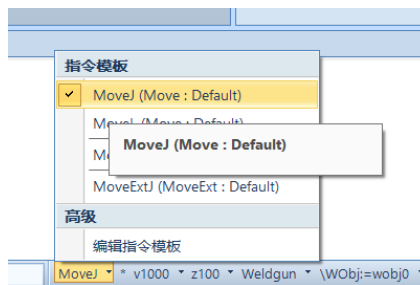 指令模板
MoveJ (Move : Default)
MoveJ (Move : Default)
MoveExtJ (MoveExt : Default)
高级
编辑指令模板
MoveJ * v1000 z100 Weldgun \WObj:=wobj0